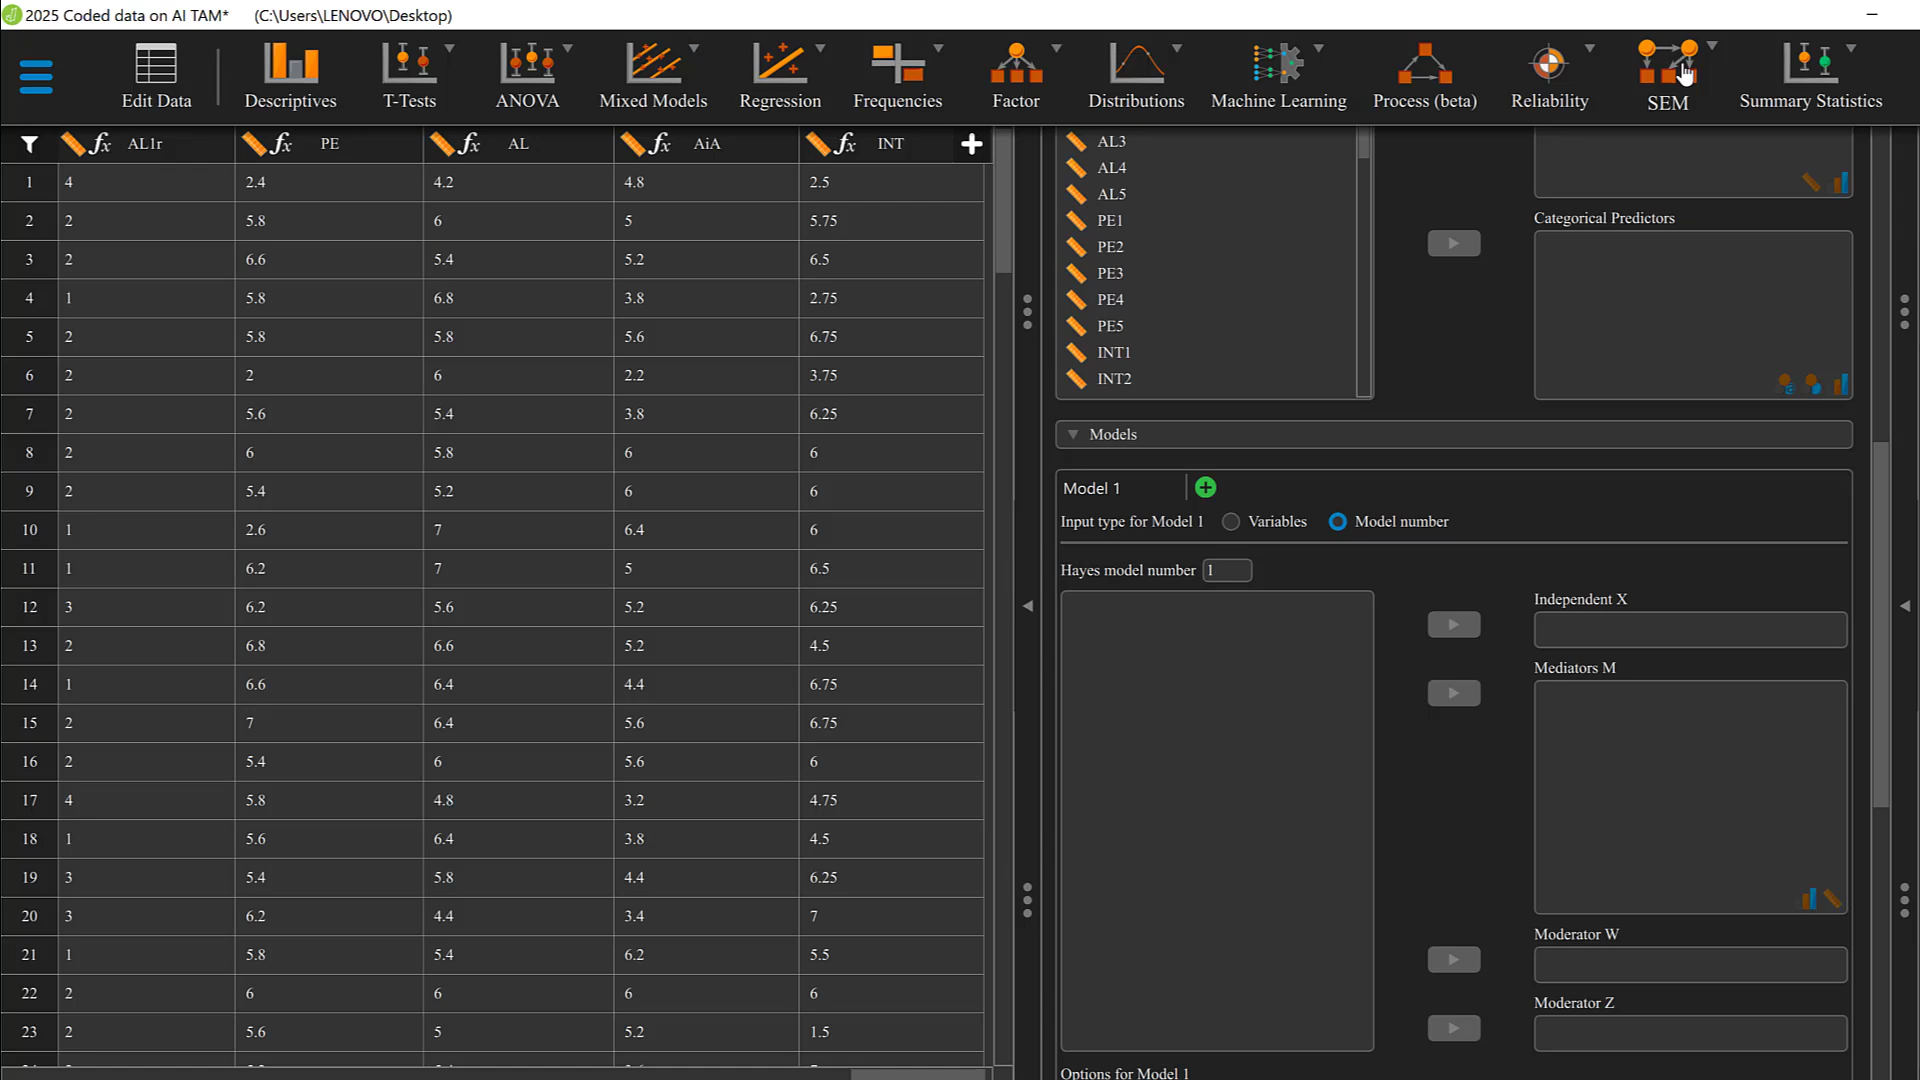 2025 Coded data on AI TAM* (C:\Users\LENOVO\Desktop)
Edit Data Descriptives T-Tests ANOVA Mixed Models Regression Frequencies Factor Distributions Machine Learning Process (beta) Reliability SEM Summary Statistics
fx AL1r fx PE fx AL fx AiA fx INT
1 4 2.4 4.2 4.8 2.5
2 2 5.8 6 5 5.75
3 2 6.6 5.4 5.2 6.5
4 1 5.8 6.8 3.8 2.75
5 2 5.8 5.8 5.6 6.75
6 2 2 6 2.2 3.75
7 2 5.6 5.4 3.8 6.25
8 2 6 5.8 6 6
9 2 5.4 5.2 6 6
10 1 2.6 7 6.4 6
11 1 6.2 7 5 6.5
12 3 6.2 5.6 5.2 6.25
13 2 6.8 6.6 5.2 4.5
14 1 6.6 6.4 4.4 6.75
15 2 7 6.4 5.6 6.75
16 2 5.4 6 5.6 6
17 4 5.8 4.8 3.2 4.75
18 1 5.6 6.4 3.8 4.5
19 3 5.4 5.8 4.4 6.25
20 3 6.2 4.4 3.4 7
21 1 5.8 5.4 6.2 5.5
22 2 6 6 6 6
23 2 5.6 5 5.2 1.5
AL3
AL4
AL5
PE1
PE2
PE3
PE4
PE5
INT1
INT2
Categorical Predictors
Models
Model 1
Input type for Model 1 Variables Model number
Hayes model number 1
Independent X
Mediators M
Moderator W
Moderator Z
Options for Model 1